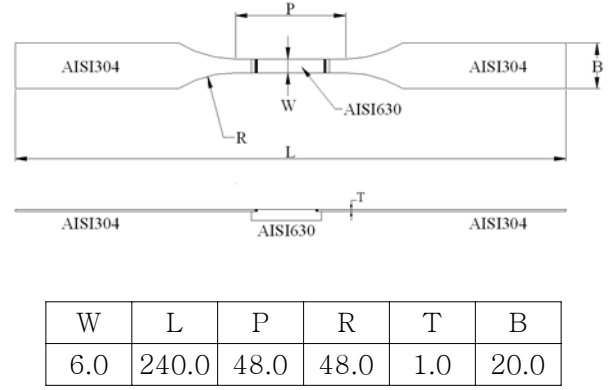 P
AISI304
AISI304
B
W
AISI630
R
L
T
AISI304
AISI630
AISI304
W L P R T B
6.0 240.0 48.0 48.0 1.0 20.0